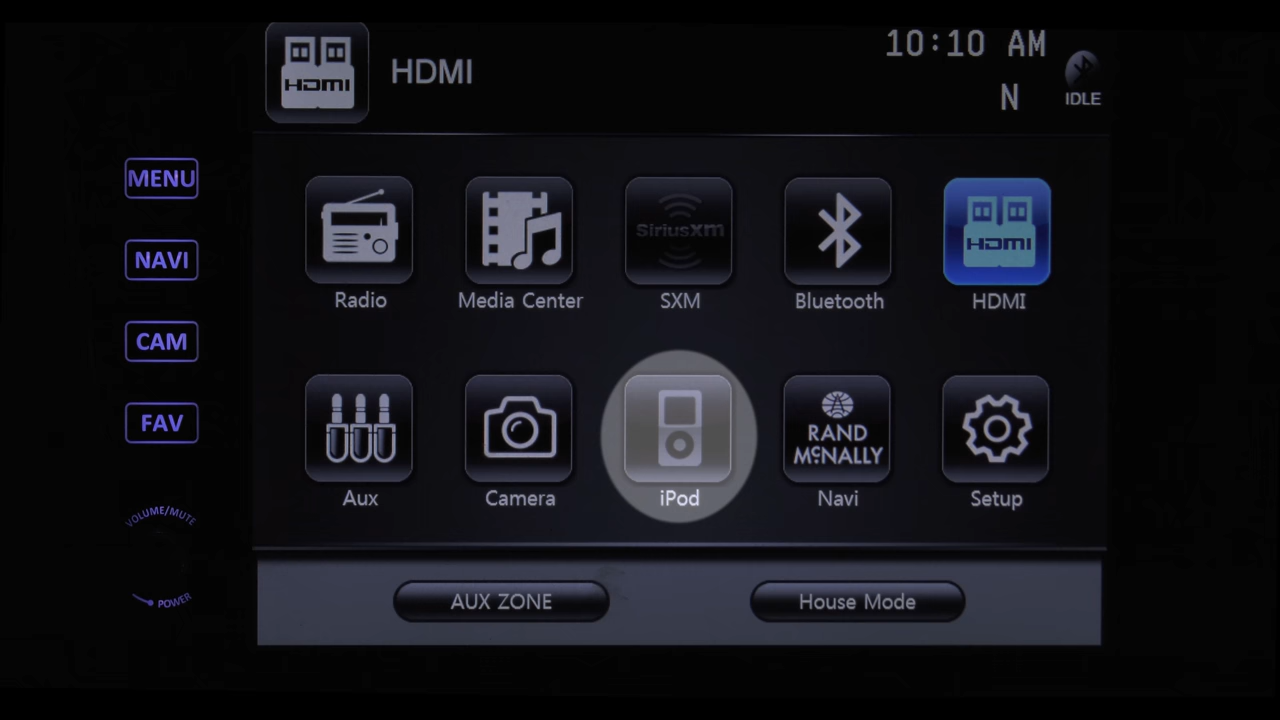 HDMI
HDMI
10:10 AM
N
IDLE
MENU
NAVI
CAM
FAV
VOLUME/MUTE
POWER
SiriusXm
HDMI
Radio
Media Center
SXM
Bluetooth
HDMI
RAND
McNALLY
Aux
Camera
iPod
Navi
Setup
AUX ZONE
House Mode